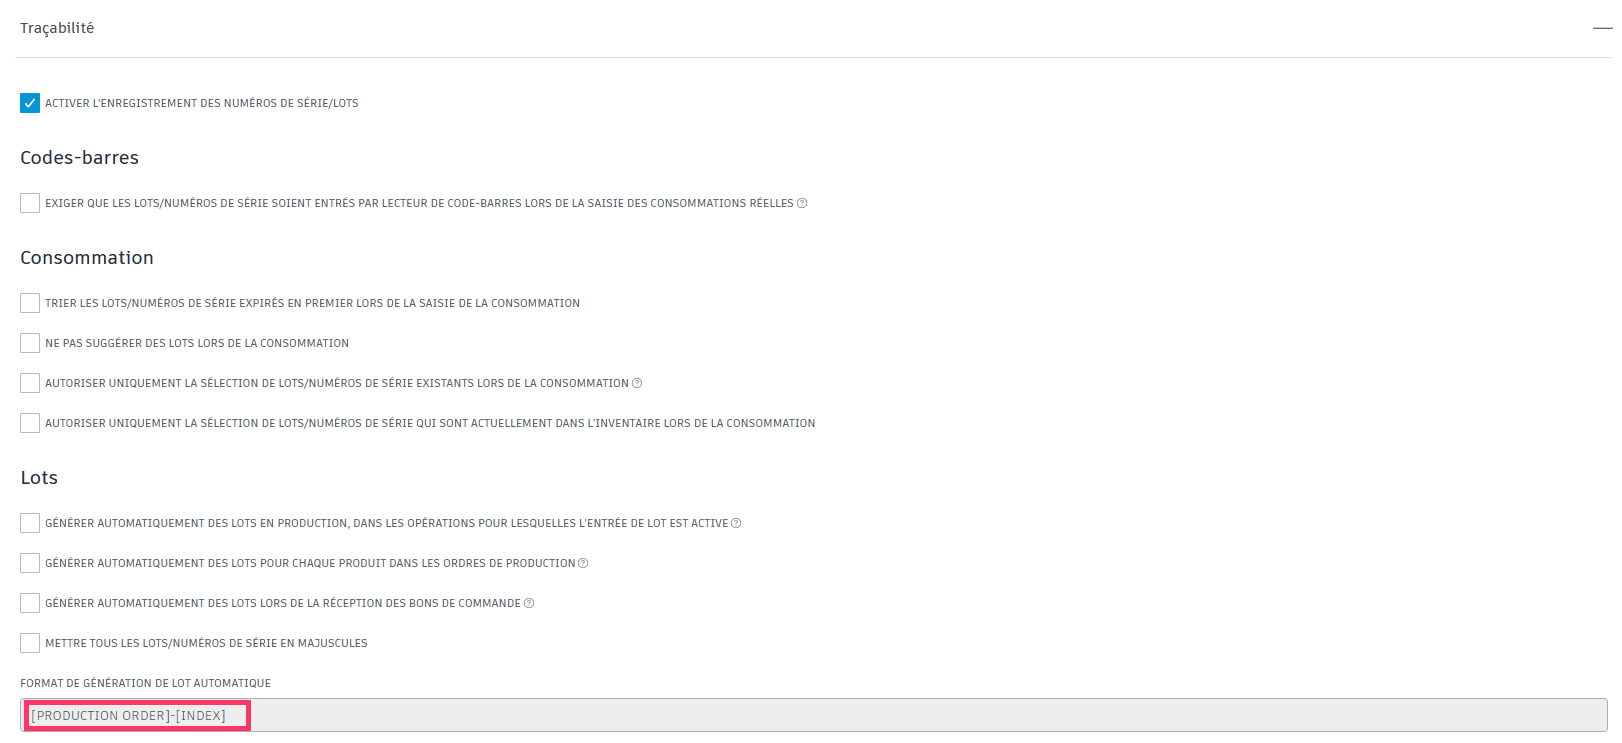 Traçabilité
ACTIVER L'ENREGISTREMENT DES NUMÉROS DE SÉRIE/LOTS
Codes-barres
EXIGER QUE LES LOTS/NUMÉROS DE SÉRIE SOIENT ENTRÉS PAR LECTEUR DE CODE-BARRES LORS DE LA SAISIE DES CONSOMMATIONS RÉELLES
Consommation
TRIER LES LOTS/NUMÉROS DE SÉRIE EXPIRÉS EN PREMIER LORS DE LA SAISIE DE LA CONSOMMATION
NE PAS SUGGÉRER DES LOTS LORS DE LA CONSOMMATION
AUTORISER UNIQUEMENT LA SÉLECTION DE LOTS/NUMÉROS DE SÉRIE EXISTANTS LORS DE LA CONSOMMATION
AUTORISER UNIQUEMENT LA SÉLECTION DE LOTS/NUMÉROS DE SÉRIE QUI SONT ACTUELLEMENT DANS L'INVENTAIRE LORS DE LA CONSOMMATION
Lots
GÉNÉRER AUTOMATIQUEMENT DES LOTS EN PRODUCTION, DANS LES OPÉRATIONS POUR LESQUELLES L'ENTRÉE DE LOT EST ACTIVE
GÉNÉRER AUTOMATIQUEMENT DES LOTS POUR CHAQUE PRODUIT DANS LES ORDRES DE PRODUCTION
GÉNÉRER AUTOMATIQUEMENT DES LOTS LORS DE LA RÉCEPTION DES BONS DE COMMANDE
METTRE TOUS LES LOTS/NUMÉROS DE SÉRIE EN MAJUSCULES
FORMAT DE GÉNÉRATION DE LOT AUTOMATIQUE
[PRODUCTION ORDER]-[INDEX]